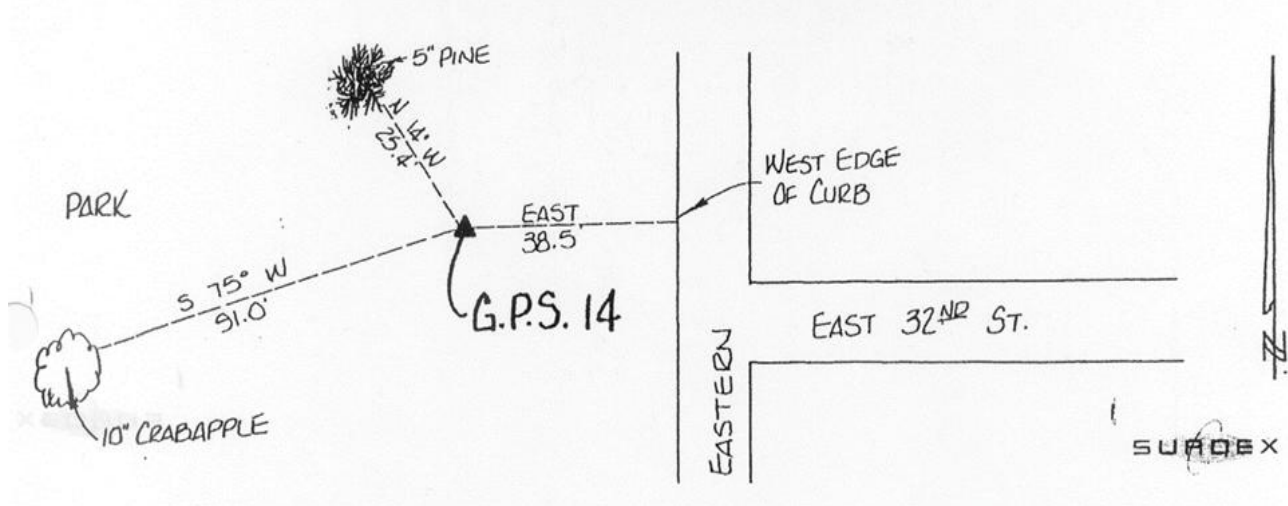 5" PINE
N 14° W
25.4'
WEST EDGE
OF CURB
PARK
EAST
38.5
S 75° W
91.0'
G.P.S. 14
EAST 32ND ST.
EASTERN
N
10" CRABAPPLE
SURDEX